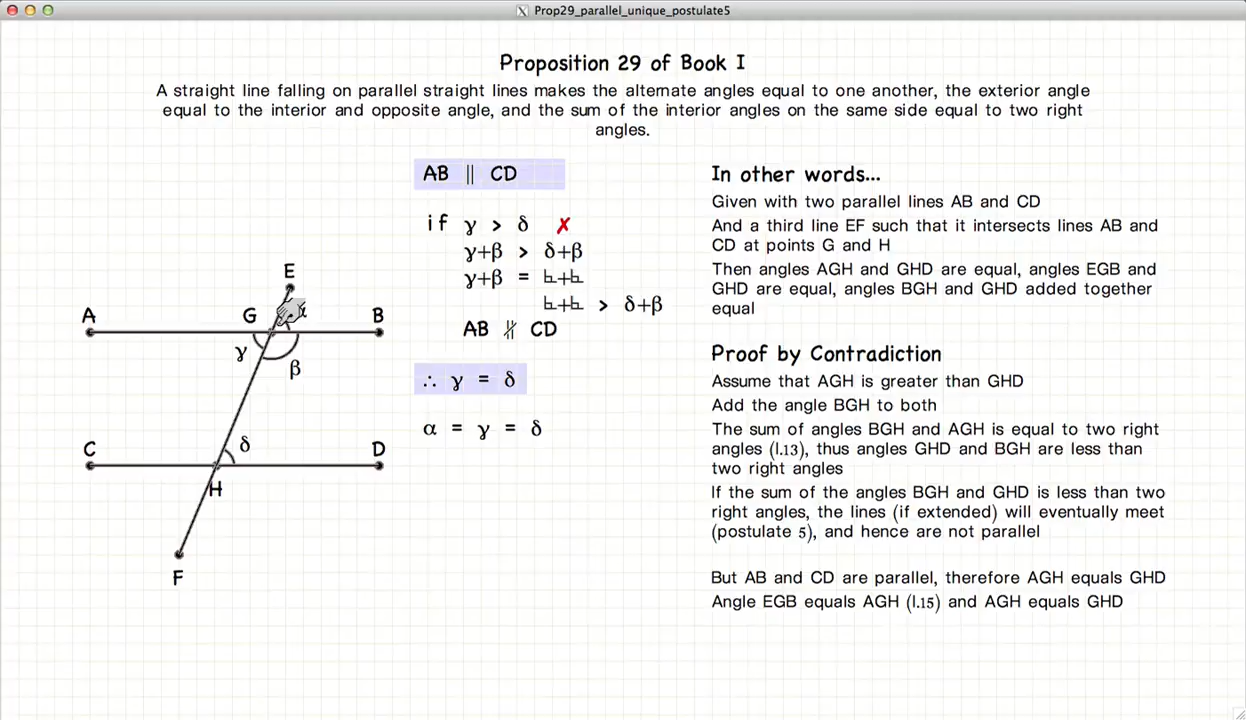 Prop29_parallel_unique_postulate5
Proposition 29 of Book I
A straight line falling on parallel straight lines makes the alternate angles equal to one another, the exterior angle
equal to the interior and opposite angle, and the sum of the interior angles on the same side equal to two right
angles.
AB || CD
if γ > δ ✗
γ+β > δ+β
γ+β = ∟+∟
∟+∟ > δ+β
AB ∦ CD
∴ γ = δ
α = γ = δ
E
A
G
α
B
γ
β
C
δ
D
H
F
In other words...
Given with two parallel lines AB and CD
And a third line EF such that it intersects lines AB and
CD at points G and H
Then angles AGH and GHD are equal, angles EGB and
GHD are equal, angles BGH and GHD added together
equal
Proof by Contradiction
Assume that AGH is greater than GHD
Add the angle BGH to both
The sum of angles BGH and AGH is equal to two right
angles (I.13), thus angles GHD and BGH are less than
two right angles
If the sum of the angles BGH and GHD is less than two
right angles, the lines (if extended) will eventually meet
(postulate 5), and hence are not parallel
But AB and CD are parallel, therefore AGH equals GHD
Angle EGB equals AGH (I.15) and AGH equals GHD